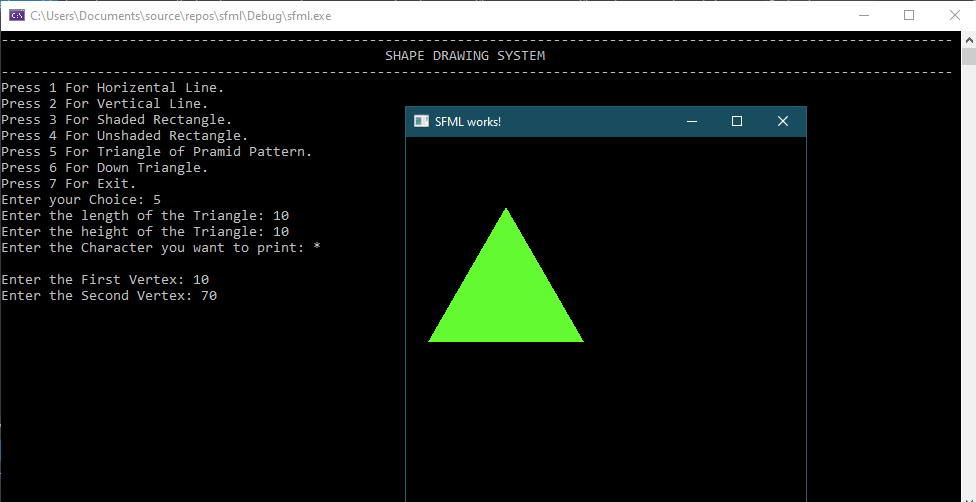 C:\Users\Documents\source\repos\sfml\Debug\sfml.exe
------------------------------------------------------------------------------------------------------------------------
SHAPE DRAWING SYSTEM
------------------------------------------------------------------------------------------------------------------------
Press 1 For Horizental Line.
Press 2 For Vertical Line.
Press 3 For Shaded Rectangle.
Press 4 For Unshaded Rectangle.
Press 5 For Triangle of Pramid Pattern.
Press 6 For Down Triangle.
Press 7 For Exit.
Enter your Choice: 5
Enter the length of the Triangle: 10
Enter the height of the Triangle: 10
Enter the Character you want to print: *
Enter the First Vertex: 10
Enter the Second Vertex: 70
SFML works!